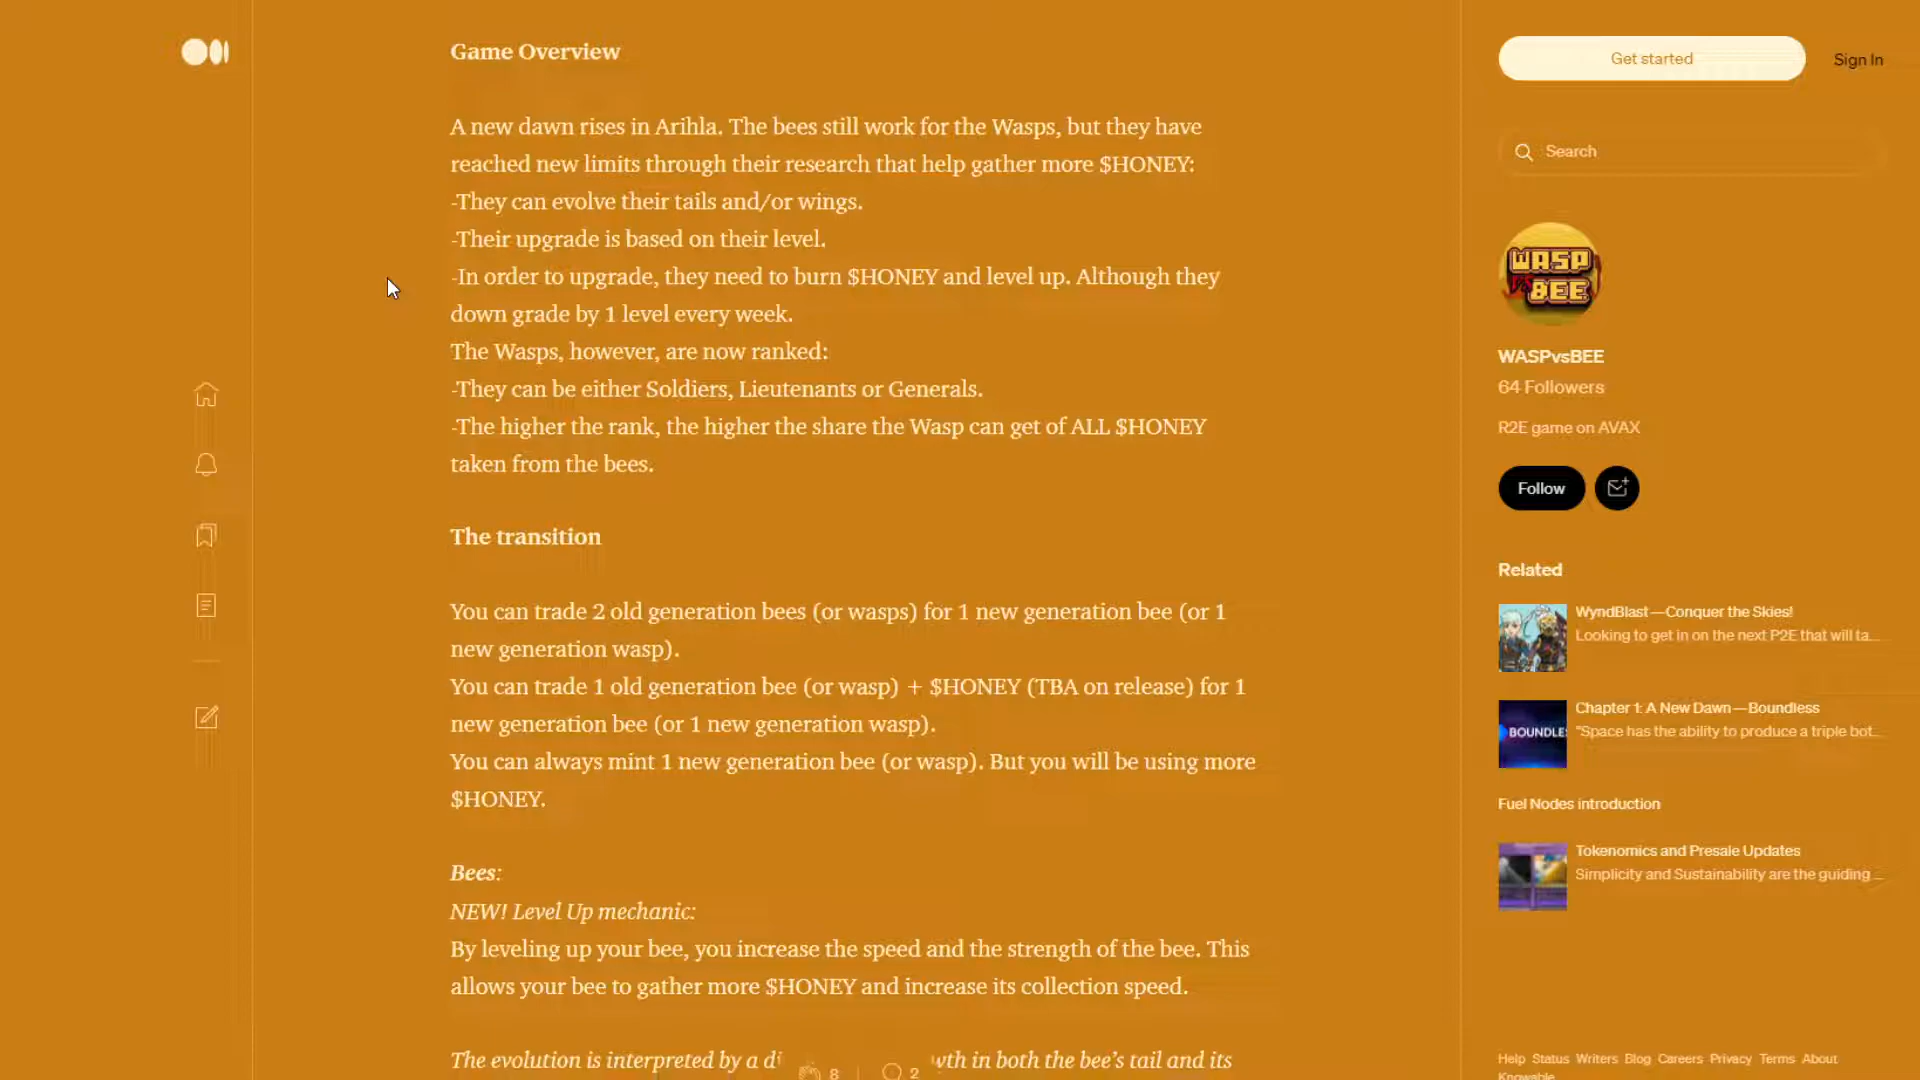 Game Overview
A new dawn rises in Arihla. The bees still work for the Wasps, but they have
reached new limits through their research that help gather more $HONEY:
-They can evolve their tails and/or wings.
-Their upgrade is based on their level.
-In order to upgrade, they need to burn $HONEY and level up. Although they
down grade by 1 level every week.
The Wasps, however, are now ranked:
-They can be either Soldiers, Lieutenants or Generals.
-The higher the rank, the higher the share the Wasp can get of ALL $HONEY
taken from the bees.
The transition
You can trade 2 old generation bees (or wasps) for 1 new generation bee (or 1
new generation wasp).
You can trade 1 old generation bee (or wasp) + $HONEY (TBA on release) for 1
new generation bee (or 1 new generation wasp).
You can always mint 1 new generation bee (or wasp). But you will be using more
$HONEY.
Bees:
NEW! Level Up mechanic:
By leveling up your bee, you increase the speed and the strength of the bee. This
allows your bee to gather more $HONEY and increase its collection speed.
The evolution is interpreted by a in both the bee's tail and its
8 2
Get started
Sign In
Search
WASP
VS
BEE
WASPvsBEE
64 Followers
R2E game on AVAX
Follow
Related
WyndBlast—Conquer the Skies!
Looking to get in on the next P2E that will ta...
BOUNDLES
Chapter 1: A New Dawn—Boundless
"Space has the ability to produce a triple bot...
Fuel Nodes introduction
Tokenomics and Presale Updates
Simplicity and Sustainability are the guiding ...
Help Status Writers Blog Careers Privacy Terms About
Knowable